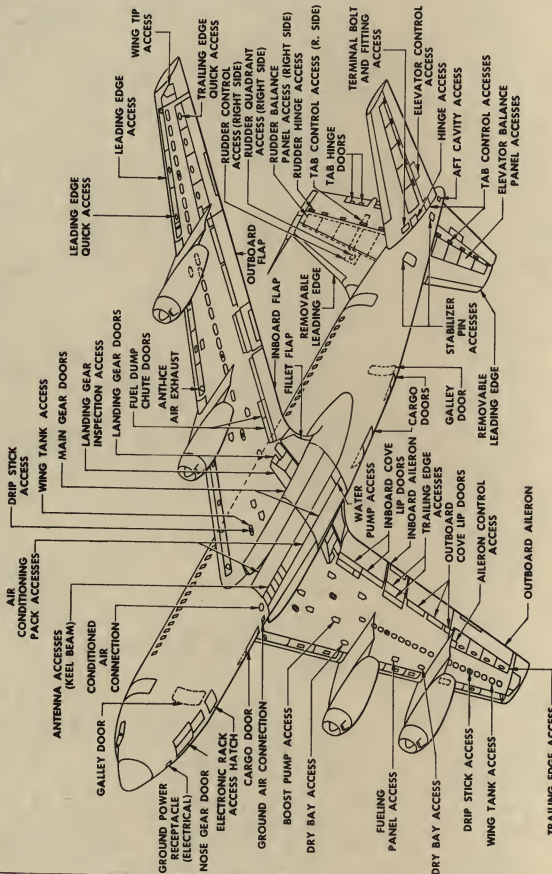 WING TIP
ACCESS
LEADING EDGE
ACCESS
LEADING EDGE
QUICK ACCESS
TRAILING EDGE
QUICK ACCESS
RUDDER CONTROL
ACCESS (RIGHT SIDE)
RUDDER QUADRANT
ACCESS (RIGHT SIDE)
RUDDER BALANCE
PANEL ACCESS (RIGHT SIDE)
RUDDER HINGE ACCESS
TAB CONTROL ACCESS (R. SIDE)
TAB HINGE
DOORS
TERMINAL BOLT
AND FITTING
ACCESS
ELEVATOR CONTROL
ACCESS
HINGE ACCESS
AFT CAVITY ACCESS
TAB CONTROL ACCESSES
ELEVATOR BALANCE
PANEL ACCESSES
OUTBOARD FLAP
INBOARD FLAP
REMOVABLE
LEADING EDGE
FILLET FLAP
DRIP STICK
ACCESS
WING TANK ACCESS
MAIN GEAR DOORS
LANDING GEAR
INSPECTION ACCESS
LANDING GEAR DOORS
FUEL DUMP
CHUTE DOORS
ANTI-ICE
AIR EXHAUST
AIR
CONDITIONING
PACK ACCESSES
ANTENNA ACCESSES
(KEEL BEAM)
CONDITIONED
AIR
CONNECTION
GALLEY DOOR
GROUND POWER
RECEPTACLE
(ELECTRICAL)
NOSE GEAR DOOR
ELECTRONIC RACK
ACCESS HATCH
CARGO DOOR
GROUND AIR CONNECTION
BOOST PUMP ACCESS
DRY BAY ACCESS
FUELING
PANEL ACCESS
DRY BAY ACCESS
DRIP STICK ACCESS
WING TANK ACCESS
TRAILING EDGE ACCESS
WATER
PUMP ACCESS
INBOARD COVE
LIP DOORS
INBOARD AILERON
TRAILING EDGE
ACCESSES
OUTBOARD
COVE LIP DOORS
AILERON CONTROL
ACCESS
OUTBOARD AILERON
CARGO
DOORS
GALLEY
DOOR
REMOVABLE
LEADING EDGE
STABILIZER
PIN
ACCESSES